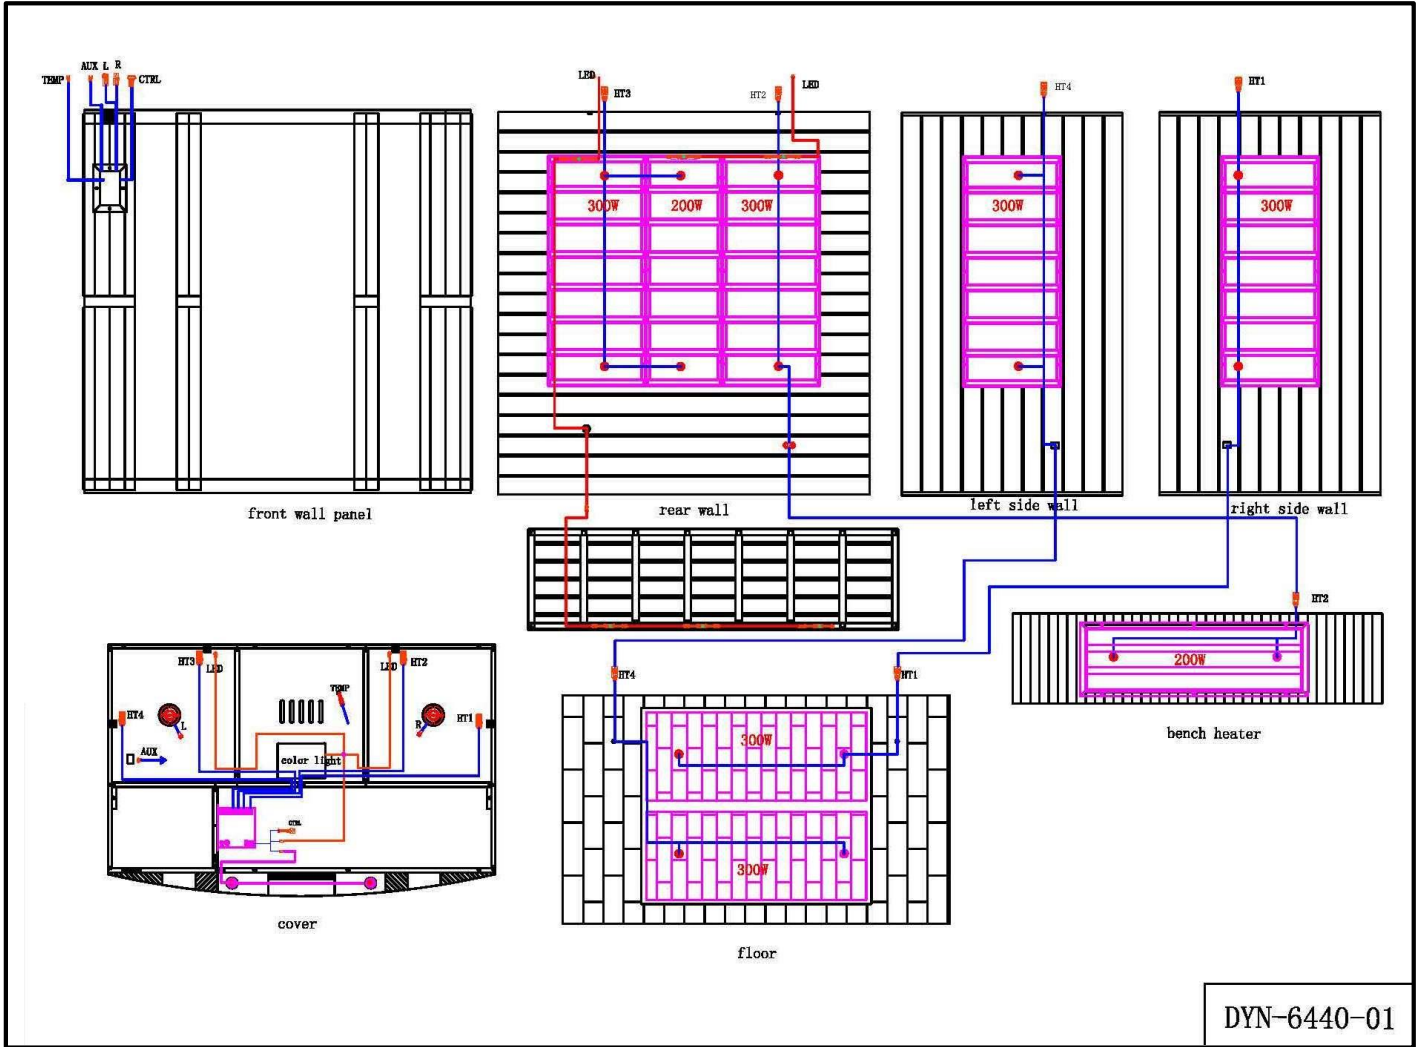 TEMP AUX L R CTRL
LED HT3 HT2 LED
HT4
HT1
300W 200W 300W
300W
300W
front wall panel
rear wall
left side wall
right side wall
HT2
200W
bench heater
HT3 LED LED HT2
TEMP
HT4 L R HT1
AUX
color light
CTRL
cover
HT4 HT1
300W
300W
floor
DYN-6440-01